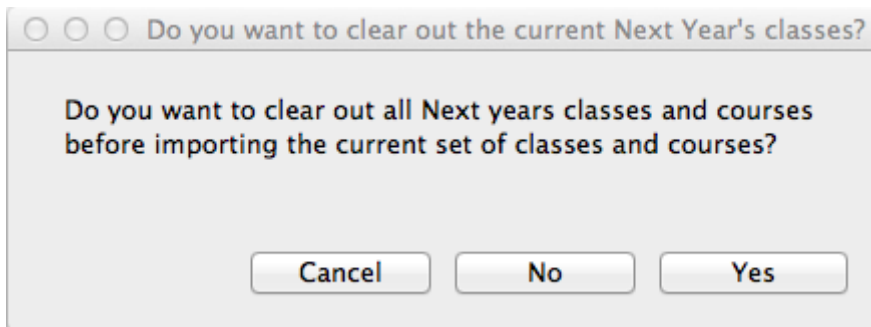 Do you want to clear out the current Next Year's classes?
Do you want to clear out all Next years classes and courses
before importing the current set of classes and courses?
Cancel No Yes